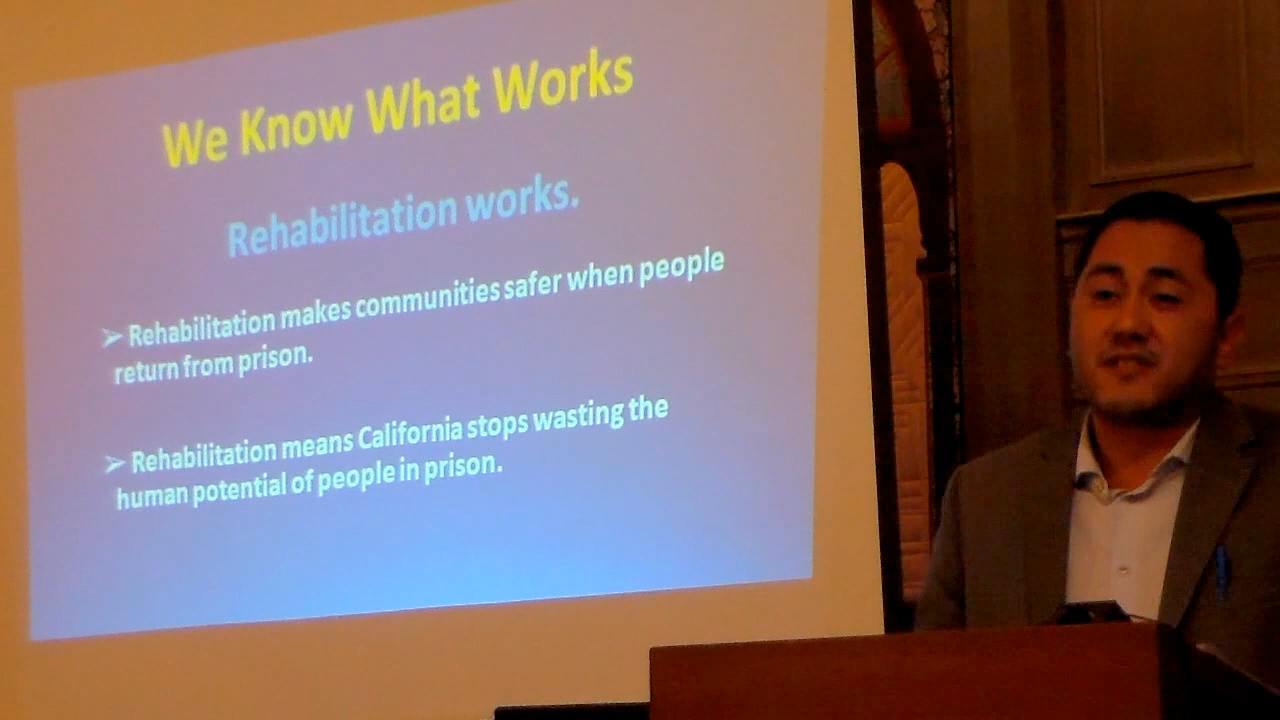 We Know What Works
Rehabilitation works.
➢ Rehabilitation makes communities safer when people
return from prison.
➢ Rehabilitation means California stops wasting the
human potential of people in prison.